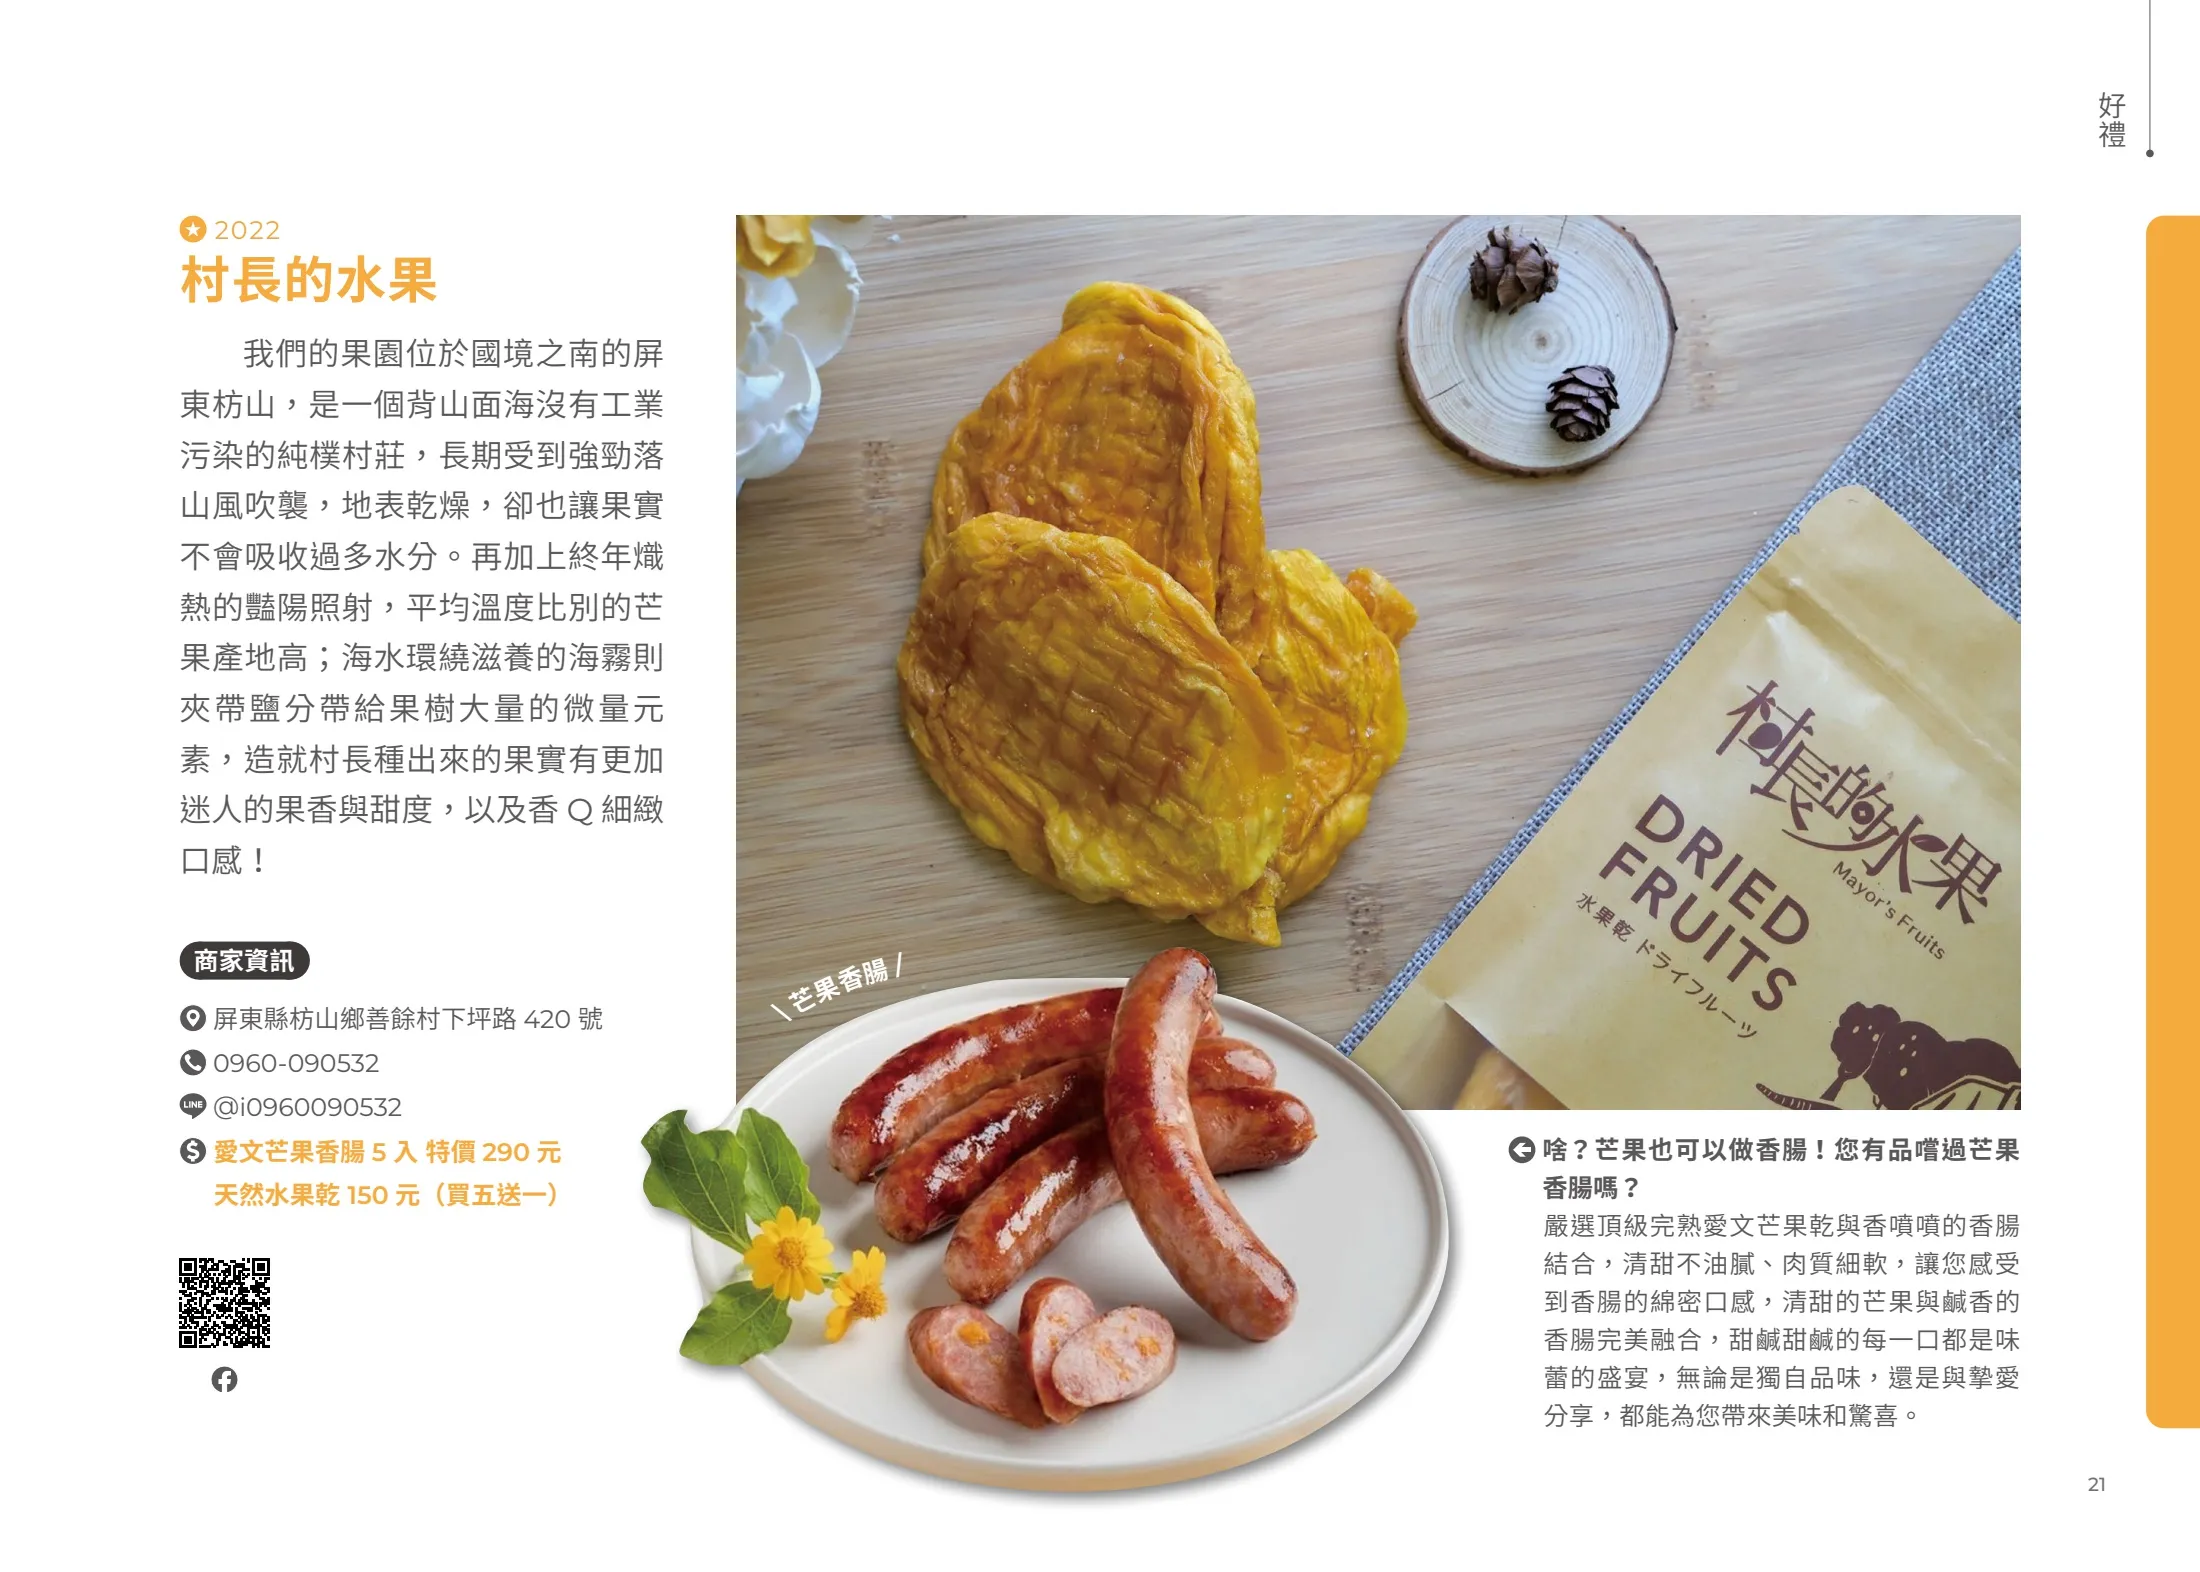 好禮
2022
村長的水果
我們的果園位於國境之南的屏
東枋山，是一個背山面海沒有工業
污染的純樸村莊，長期受到強勁落
山風吹襲，地表乾燥，卻也讓果實
不會吸收過多水分。再加上終年熾
熱的豔陽照射，平均溫度比別的芒
果產地高；海水環繞滋養的海霧則
夾帶鹽分帶給果樹大量的微量元
素，造就村長種出來的果實有更加
迷人的果香與甜度，以及香 Q 細緻
口感！
商家資訊
屏東縣枋山鄉善餘村下坪路 420 號
0960-090532
LINE @i0960090532
愛文芒果香腸 5 入 特價 290 元
天然水果乾 150 元（買五送一）
村長的水果
Mayor's Fruits
DRIED
FRUITS
水果乾 ドライフルーツ
\ 芒果香腸 /
啥？芒果也可以做香腸！您有品嚐過芒果
香腸嗎？
嚴選頂級完熟愛文芒果乾與香噴噴的香腸
結合，清甜不油膩、肉質細軟，讓您感受
到香腸的綿密口感，清甜的芒果與鹹香的
香腸完美融合，甜鹹甜鹹的每一口都是味
蕾的盛宴，無論是獨自品味，還是與摯愛
分享，都能為您帶來美味和驚喜。
21